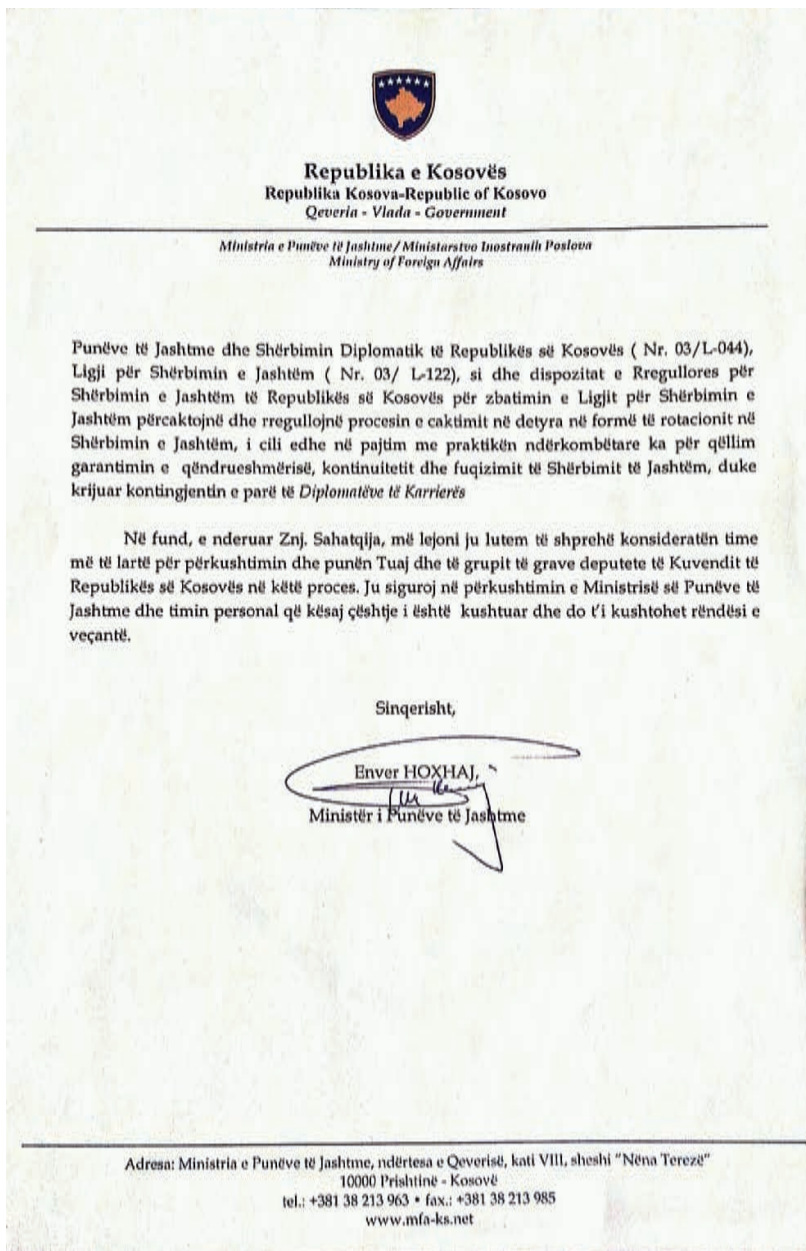 Republika e Kosovës
Republika Kosova-Republic of Kosovo
Qeveria - Vlada - Government
Ministria e Punëve të Jashtme/ Ministarstvo Inostranih Poslova
Ministry of Foreign Affairs
Punëve të Jashtme dhe Shërbimin Diplomatik të Republikës së Kosovës ( Nr. 03/L-044),
Ligji për Shërbimin e Jashtëm ( Nr. 03/ L-122), si dhe dispozitat e Rregullores për
Shërbimin e Jashtëm të Republikës së Kosovës për zbatimin e Ligjit për Shërbimin e
Jashtëm përcaktojnë dhe rregullojnë procesin e caktimit në detyra në formë të rotacionit në
Shërbimin e Jashtëm, i cili edhe në pajtim me praktikën ndërkombëtare ka për qëllim
garantimin e qëndrueshmërisë, kontinuitetit dhe fuqizimit të Shërbimit të Jashtëm, duke
krijuar kontingjentin e parë të Diplomatëve të Karrierës
Në fund, e nderuar Znj. Sahatqija, më lejoni ju lutem të shprehë konsideratën time
më të lartë për përkushtimin dhe punën Tuaj dhe të grupit të grave deputete të Kuvendit të
Republikës së Kosovës në këtë proces. Ju siguroj në përkushtimin e Ministrisë së Punëve të
Jashtme dhe timin personal që kësaj çështje i është kushtuar dhe do t'i kushtohet rëndësi e
veçantë.
Sinqerisht,
Enver HOXHAJ,
Ministër i Punëve të Jashtme
Adresa: Ministria e Punëve të Jashtme, ndërtesa e Qeverisë, kati VIII, sheshi "Nëna Terezë"
10000 Prishtinë - Kosovë
tel.: +381 38 213 963 • fax.: +381 38 213 985
www.mfa-ks.net